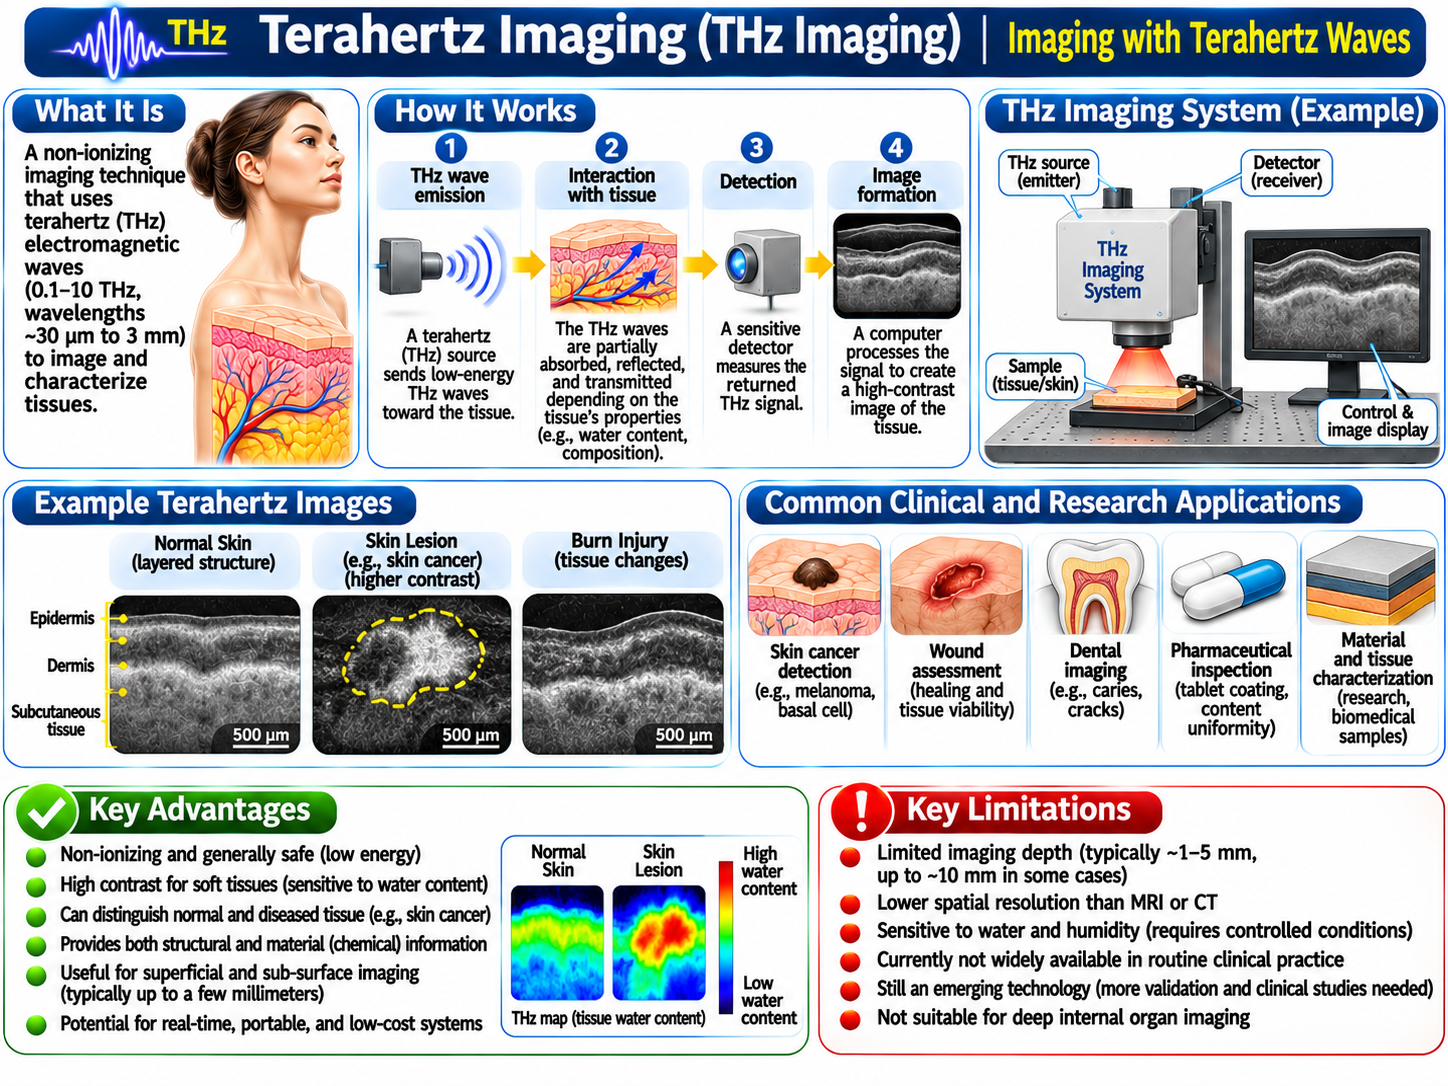 THz
Terahertz Imaging (THz Imaging)
Imaging with Terahertz Waves
What It Is
A non-ionizing
imaging technique
that uses
terahertz (THz)
electromagnetic
waves
(0.1–10 THz,
wavelengths
~30 µm to 3 mm)
to image and
characterize
tissues.
How It Works
1
THz wave
emission
A terahertz
(THz) source
sends low-energy
THz waves
toward the tissue.
2
Interaction
with tissue
The THz waves
are partially
absorbed, reflected,
and transmitted
depending on the
tissue's properties
(e.g., water content,
composition).
3
Detection
A sensitive
detector
measures the
returned
THz signal.
4
Image
formation
A computer
processes the
signal to create
a high-contrast
image of the
tissue.
THz Imaging System (Example)
THz source
(emitter)
Detector
(receiver)
THz
Imaging
System
Sample
(tissue/skin)
Control &
image display
Example Terahertz Images
Normal Skin
(layered structure)
Skin Lesion
(e.g., skin cancer)
(higher contrast)
Burn Injury
(tissue changes)
Epidermis
Dermis
Subcutaneous
tissue
500 µm
500 µm
500 µm
Common Clinical and Research Applications
Skin cancer
detection
(e.g., melanoma,
basal cell)
Wound
assessment
(healing and
tissue viability)
Dental
imaging
(e.g., caries,
cracks)
Pharmaceutical
inspection
(tablet coating,
content
uniformity)
Material
and tissue
characterization
(research,
biomedical
samples)
Key Advantages
Non-ionizing and generally safe (low energy)
High contrast for soft tissues (sensitive to water content)
Can distinguish normal and diseased tissue (e.g., skin cancer)
Provides both structural and material (chemical) information
Useful for superficial and sub-surface imaging
(typically up to a few millimeters)
Potential for real-time, portable, and low-cost systems
Normal
Skin
Skin
Lesion
High
water
content
Low
water
content
THz map (tissue water content)
Key Limitations
Limited imaging depth (typically ~1–5 mm,
up to ~10 mm in some cases)
Lower spatial resolution than MRI or CT
Sensitive to water and humidity (requires controlled conditions)
Currently not widely available in routine clinical practice
Still an emerging technology (more validation and clinical studies needed)
Not suitable for deep internal organ imaging